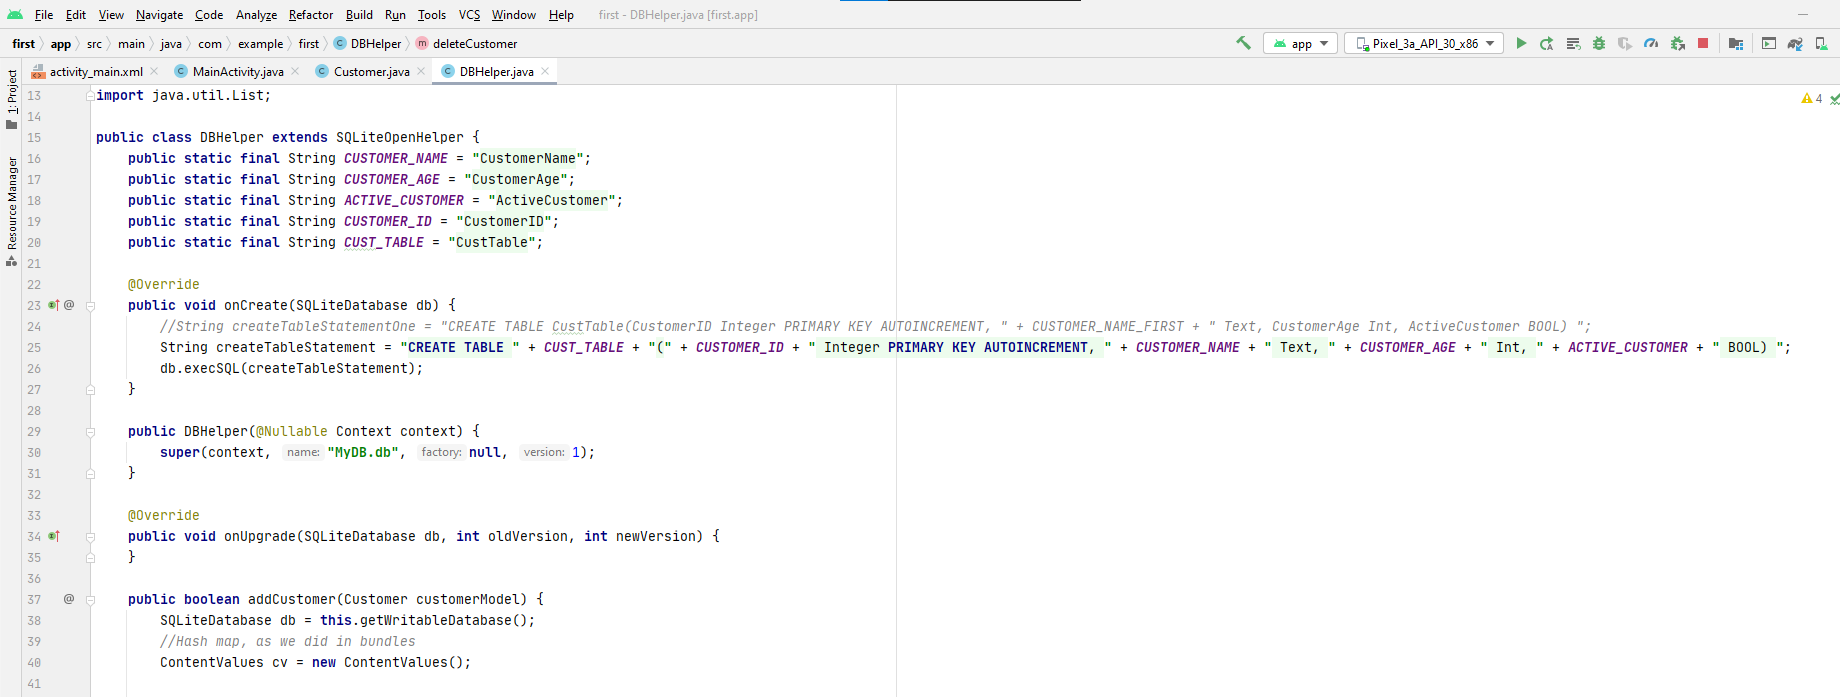 File Edit View Navigate Code Analyze Refactor Build Run Tools VCS Window Help first - DBHelper.java [first.app]
first app src main java com example first C DBHelper m deleteCustomer app Pixel_3a_API_30_x86
activity_main.xml C MainActivity.java C Customer.java C DBHelper.java
1: Project
Resource Manager
4
13 import java.util.List;
14
15 public class DBHelper extends SQLiteOpenHelper {
16 public static final String CUSTOMER_NAME = "CustomerName";
17 public static final String CUSTOMER_AGE = "CustomerAge";
18 public static final String ACTIVE_CUSTOMER = "ActiveCustomer";
19 public static final String CUSTOMER_ID = "CustomerID";
20 public static final String CUST_TABLE = "CustTable";
21
22 @Override
23 @ public void onCreate(SQLiteDatabase db) {
24 //String createTableStatementOne = "CREATE TABLE CustTable(CustomerID Integer PRIMARY KEY AUTOINCREMENT, " + CUSTOMER_NAME_FIRST + " Text, CustomerAge Int, ActiveCustomer BOOL) ";
25 String createTableStatement = "CREATE TABLE " + CUST_TABLE + "(" + CUSTOMER_ID + " Integer PRIMARY KEY AUTOINCREMENT, " + CUSTOMER_NAME + " Text, " + CUSTOMER_AGE + " Int, " + ACTIVE_CUSTOMER + " BOOL) ";
26 db.execSQL(createTableStatement);
27 }
28
29 public DBHelper(@Nullable Context context) {
30 super(context, name: "MyDB.db", factory: null, version: 1);
31 }
32
33 @Override
34 public void onUpgrade(SQLiteDatabase db, int oldVersion, int newVersion) {
35 }
36
37 @ public boolean addCustomer(Customer customerModel) {
38 SQLiteDatabase db = this.getWritableDatabase();
39 //Hash map, as we did in bundles
40 ContentValues cv = new ContentValues();
41